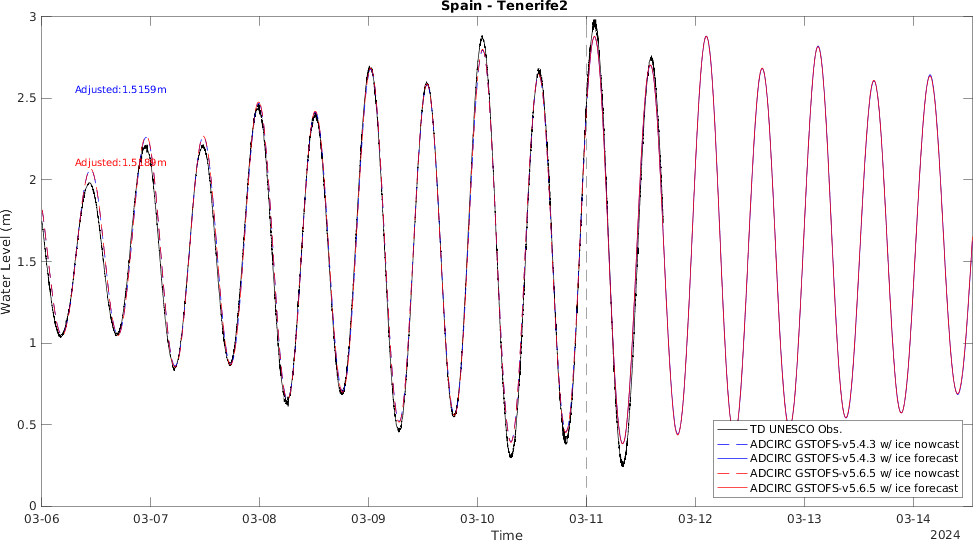 Spain - Tenerife2
3
2.5
2
1.5
1
0.5
0
Water Level (m)
Adjusted:1.5159m
Adjusted:1.5189m
TD UNESCO Obs.
ADCIRC GSTOFS-v5.4.3 w/ ice nowcast
ADCIRC GSTOFS-v5.4.3 w/ ice forecast
ADCIRC GSTOFS-v5.6.5 w/ ice nowcast
ADCIRC GSTOFS-v5.6.5 w/ ice forecast
03-06 03-07 03-08 03-09 03-10 03-11 03-12 03-13 03-14
Time
2024